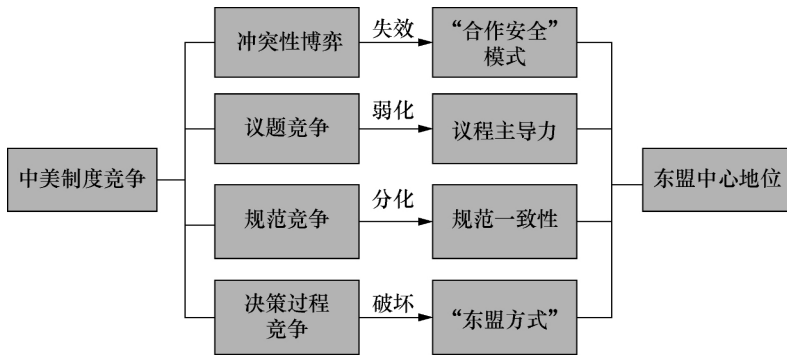 中美制度竞争
冲突性博弈
失效
“合作安全”
模式
议题竞争
弱化
议程主导力
规范竞争
分化
规范一致性
决策过程
竞争
破坏
“东盟方式”
东盟中心地位